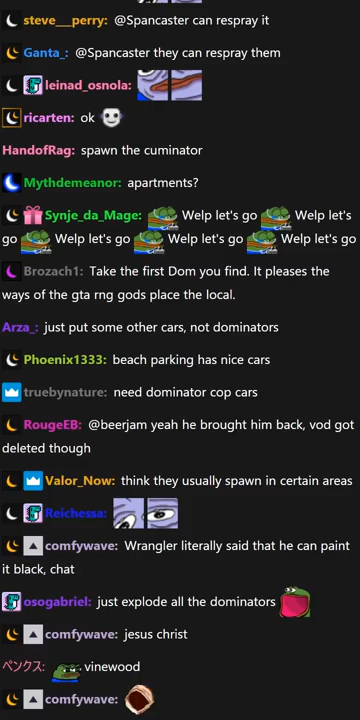 steve__perry: @Spancaster can respray it
Ganta_: @Spancaster they can respray them
leinad_osnola:
ricarten: ok
HandofRag: spawn the cuminator
Mythdemeanor: apartments?
Synje_da_Mage: Welp let's go Welp let's
go Welp let's go Welp let's go Welp let's go
Brozach1: Take the first Dom you find. It pleases the
ways of the gta rng gods place the local.
Arza_: just put some other cars, not dominators
Phoenix1333: beach parking has nice cars
truebynature: need dominator cop cars
RougeEB: @beerjam yeah he brought him back, vod got
deleted though
Valor_Now: think they usually spawn in certain areas
Reichessa:
comfywave: Wrangler literally said that he can paint
it black, chat
osogabriel: just explode all the dominators
comfywave: jesus christ
ペンクス: vinewood
comfywave: